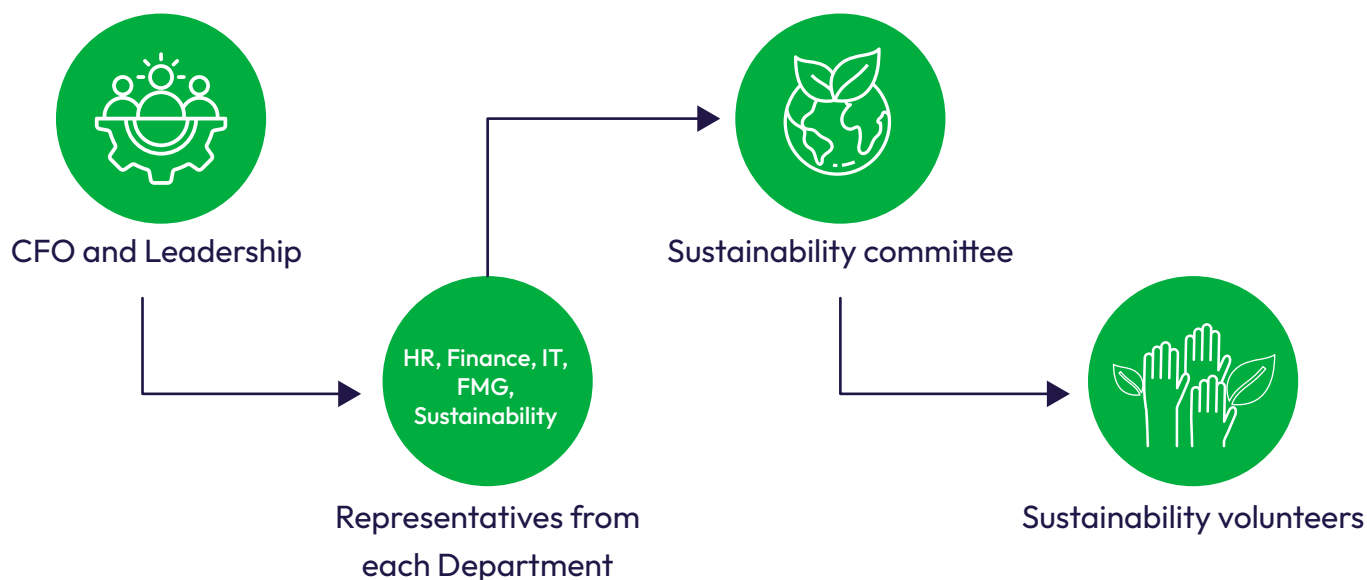 CFO and Leadership
HR, Finance, IT,
FMG,
Sustainability
Representatives from
each Department
Sustainability committee
Sustainability volunteers